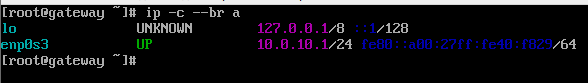 [root@gateway ~]# ip -c --br a
lo UNKNOWN 127.0.0.1/8 ::1/128
enp0s3 UP 10.0.10.1/24 fe80::a00:27ff:fe40:f029/64
[root@gateway ~]#